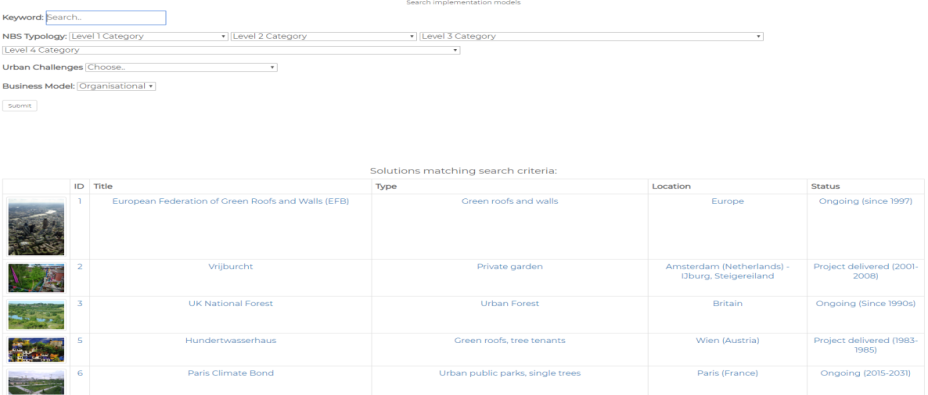 Search implementation models
Keyword: Search..
NBS Typology: Level 1 Category Level 2 Category Level 3 Category
Level 4 Category
Urban Challenges Choose..
Business Model: Organisational
Submit
Solutions matching search criteria:
ID Title Type Location Status
1 European Federation of Green Roofs and Walls (EFB) Green roofs and walls Europe Ongoing (since 1997)
2 Vrijburcht Private garden Amsterdam (Netherlands) - Project delivered (2001-
IJburg, Steigereiland 2008)
3 UK National Forest Urban Forest Britain Ongoing (Since 1990s)
5 Hundertwasserhaus Green roofs, tree tenants Wien (Austria) Project delivered (1983-
1985)
6 Paris Climate Bond Urban public parks, single trees Paris (France) Ongoing (2015-2031)